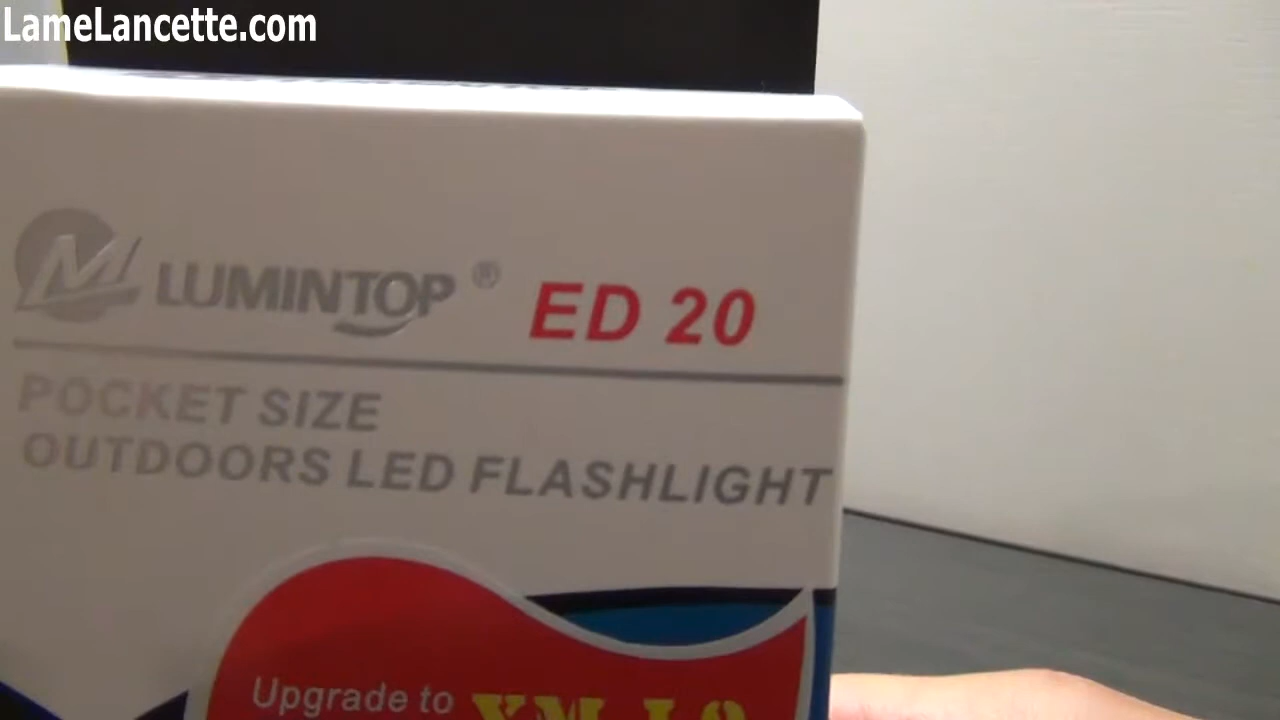 LameLancette.com
LUMINTOP ® ED 20
POCKET SIZE
OUTDOORS LED FLASHLIGHT
Upgrade to